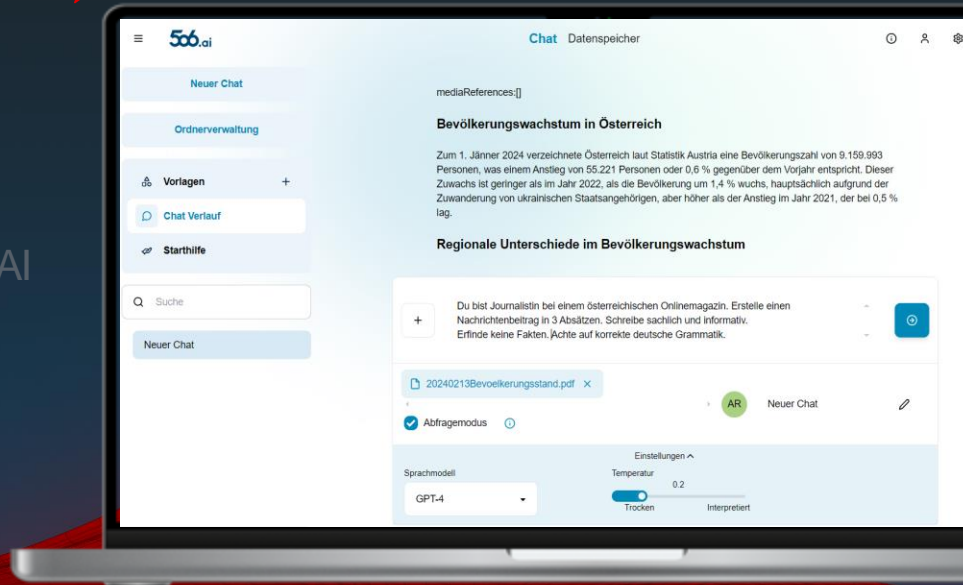 AI
506.ai
Chat Datenspeicher
Neuer Chat
Ordnerverwaltung
Vorlagen +
Chat Verlauf
Starthilfe
Suche
Neuer Chat
mediaReferences:[]
Bevölkerungswachstum in Österreich
Zum 1. Jänner 2024 verzeichnete Österreich laut Statistik Austria eine Bevölkerungszahl von 9.159.993
Personen, was einem Anstieg von 55.221 Personen oder 0,6 % gegenüber dem Vorjahr entspricht. Dieser
Zuwachs ist geringer als im Jahr 2022, als die Bevölkerung um 1,4 % wuchs, hauptsächlich aufgrund der
Zuwanderung von ukrainischen Staatsangehörigen, aber höher als der Anstieg im Jahr 2021, der bei 0,5 %
lag.
Regionale Unterschiede im Bevölkerungswachstum
+
Du bist Journalistin bei einem österreichischen Onlinemagazin. Erstelle einen
Nachrichtenbeitrag in 3 Absätzen. Schreibe sachlich und informativ.
Erfinde keine Fakten. Achte auf korrekte deutsche Grammatik.
20240213Bevoelkerungsstand.pdf ×
AR Neuer Chat
Abfragemodus
Einstellungen
Sprachmodell
Temperatur
0.2
GPT-4
Trocken Interpretiert